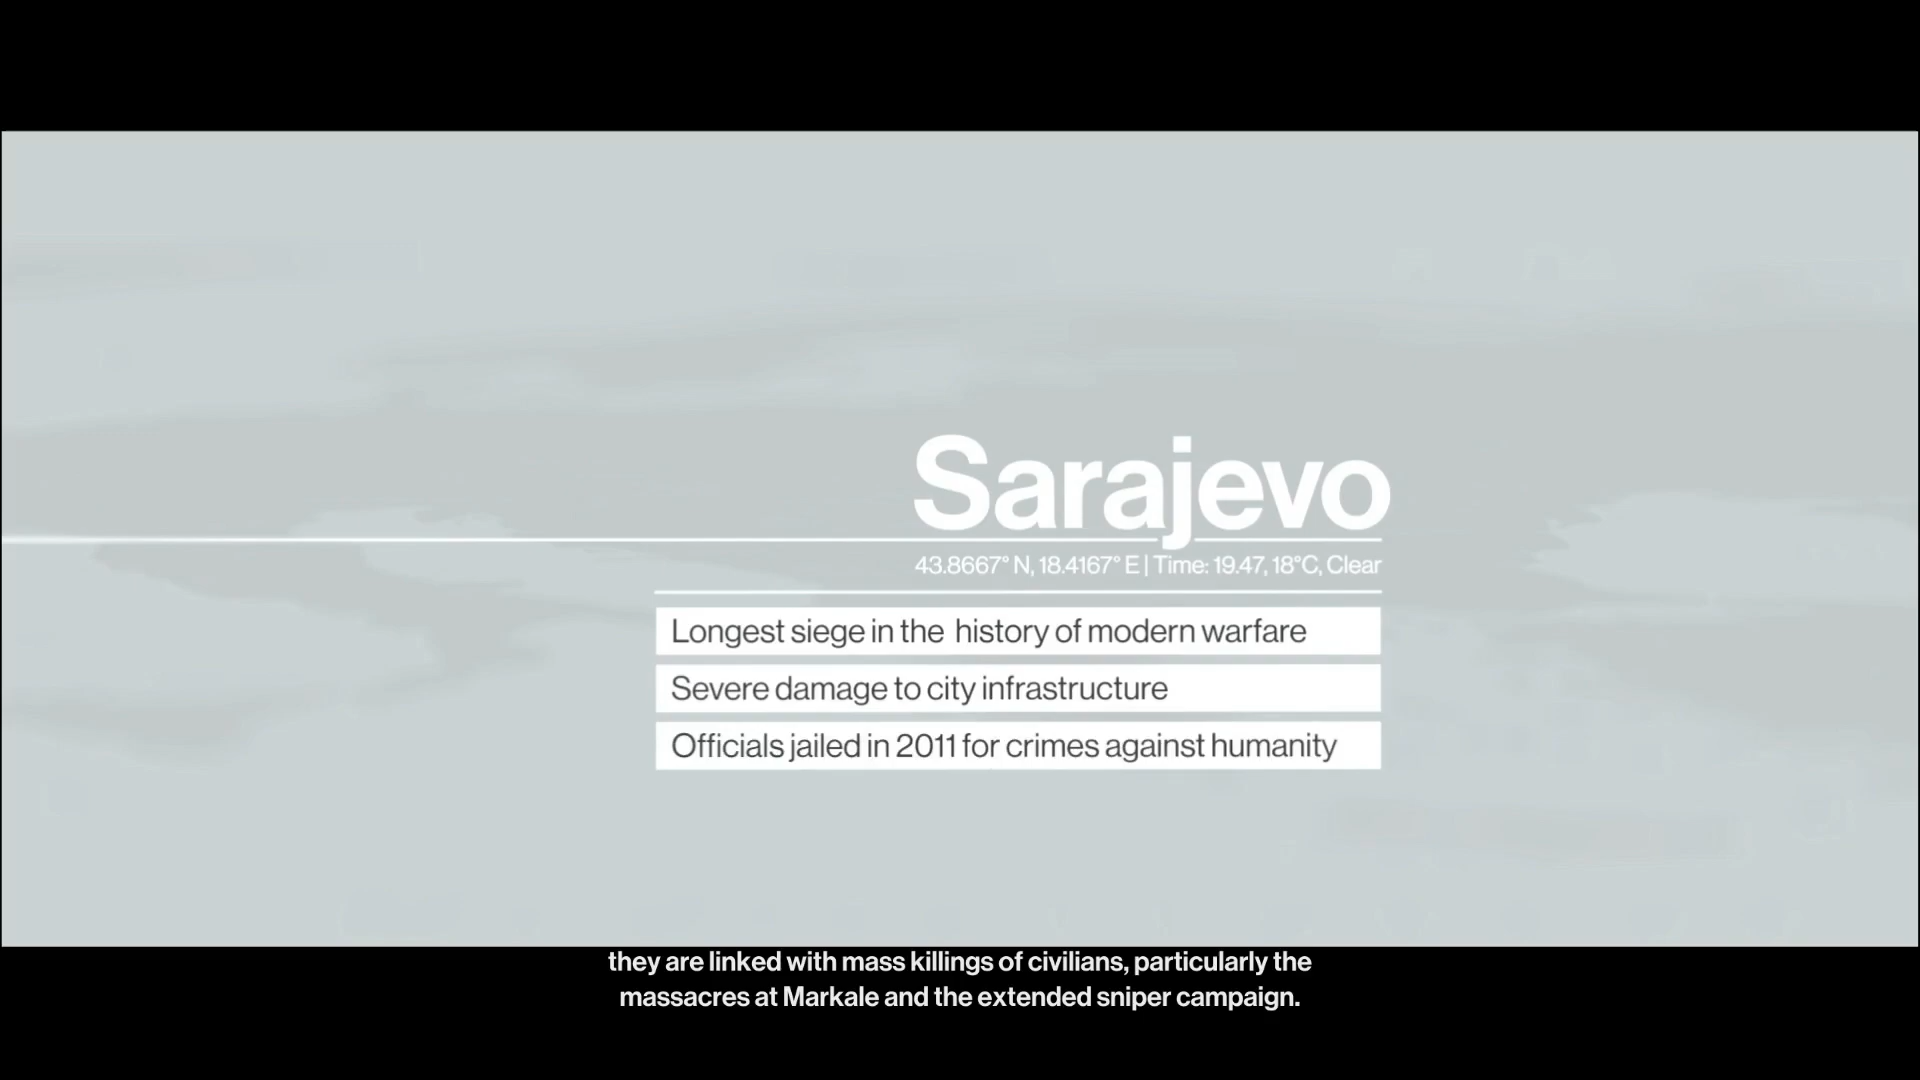 Sarajevo
43.8667° N, 18.4167° E | Time: 19.47, 18°C, Clear
Longest siege in the history of modern warfare
Severe damage to city infrastructure
Officials jailed in 2011 for crimes against humanity
they are linked with mass killings of civilians, particularly the
massacres at Markale and the extended sniper campaign.